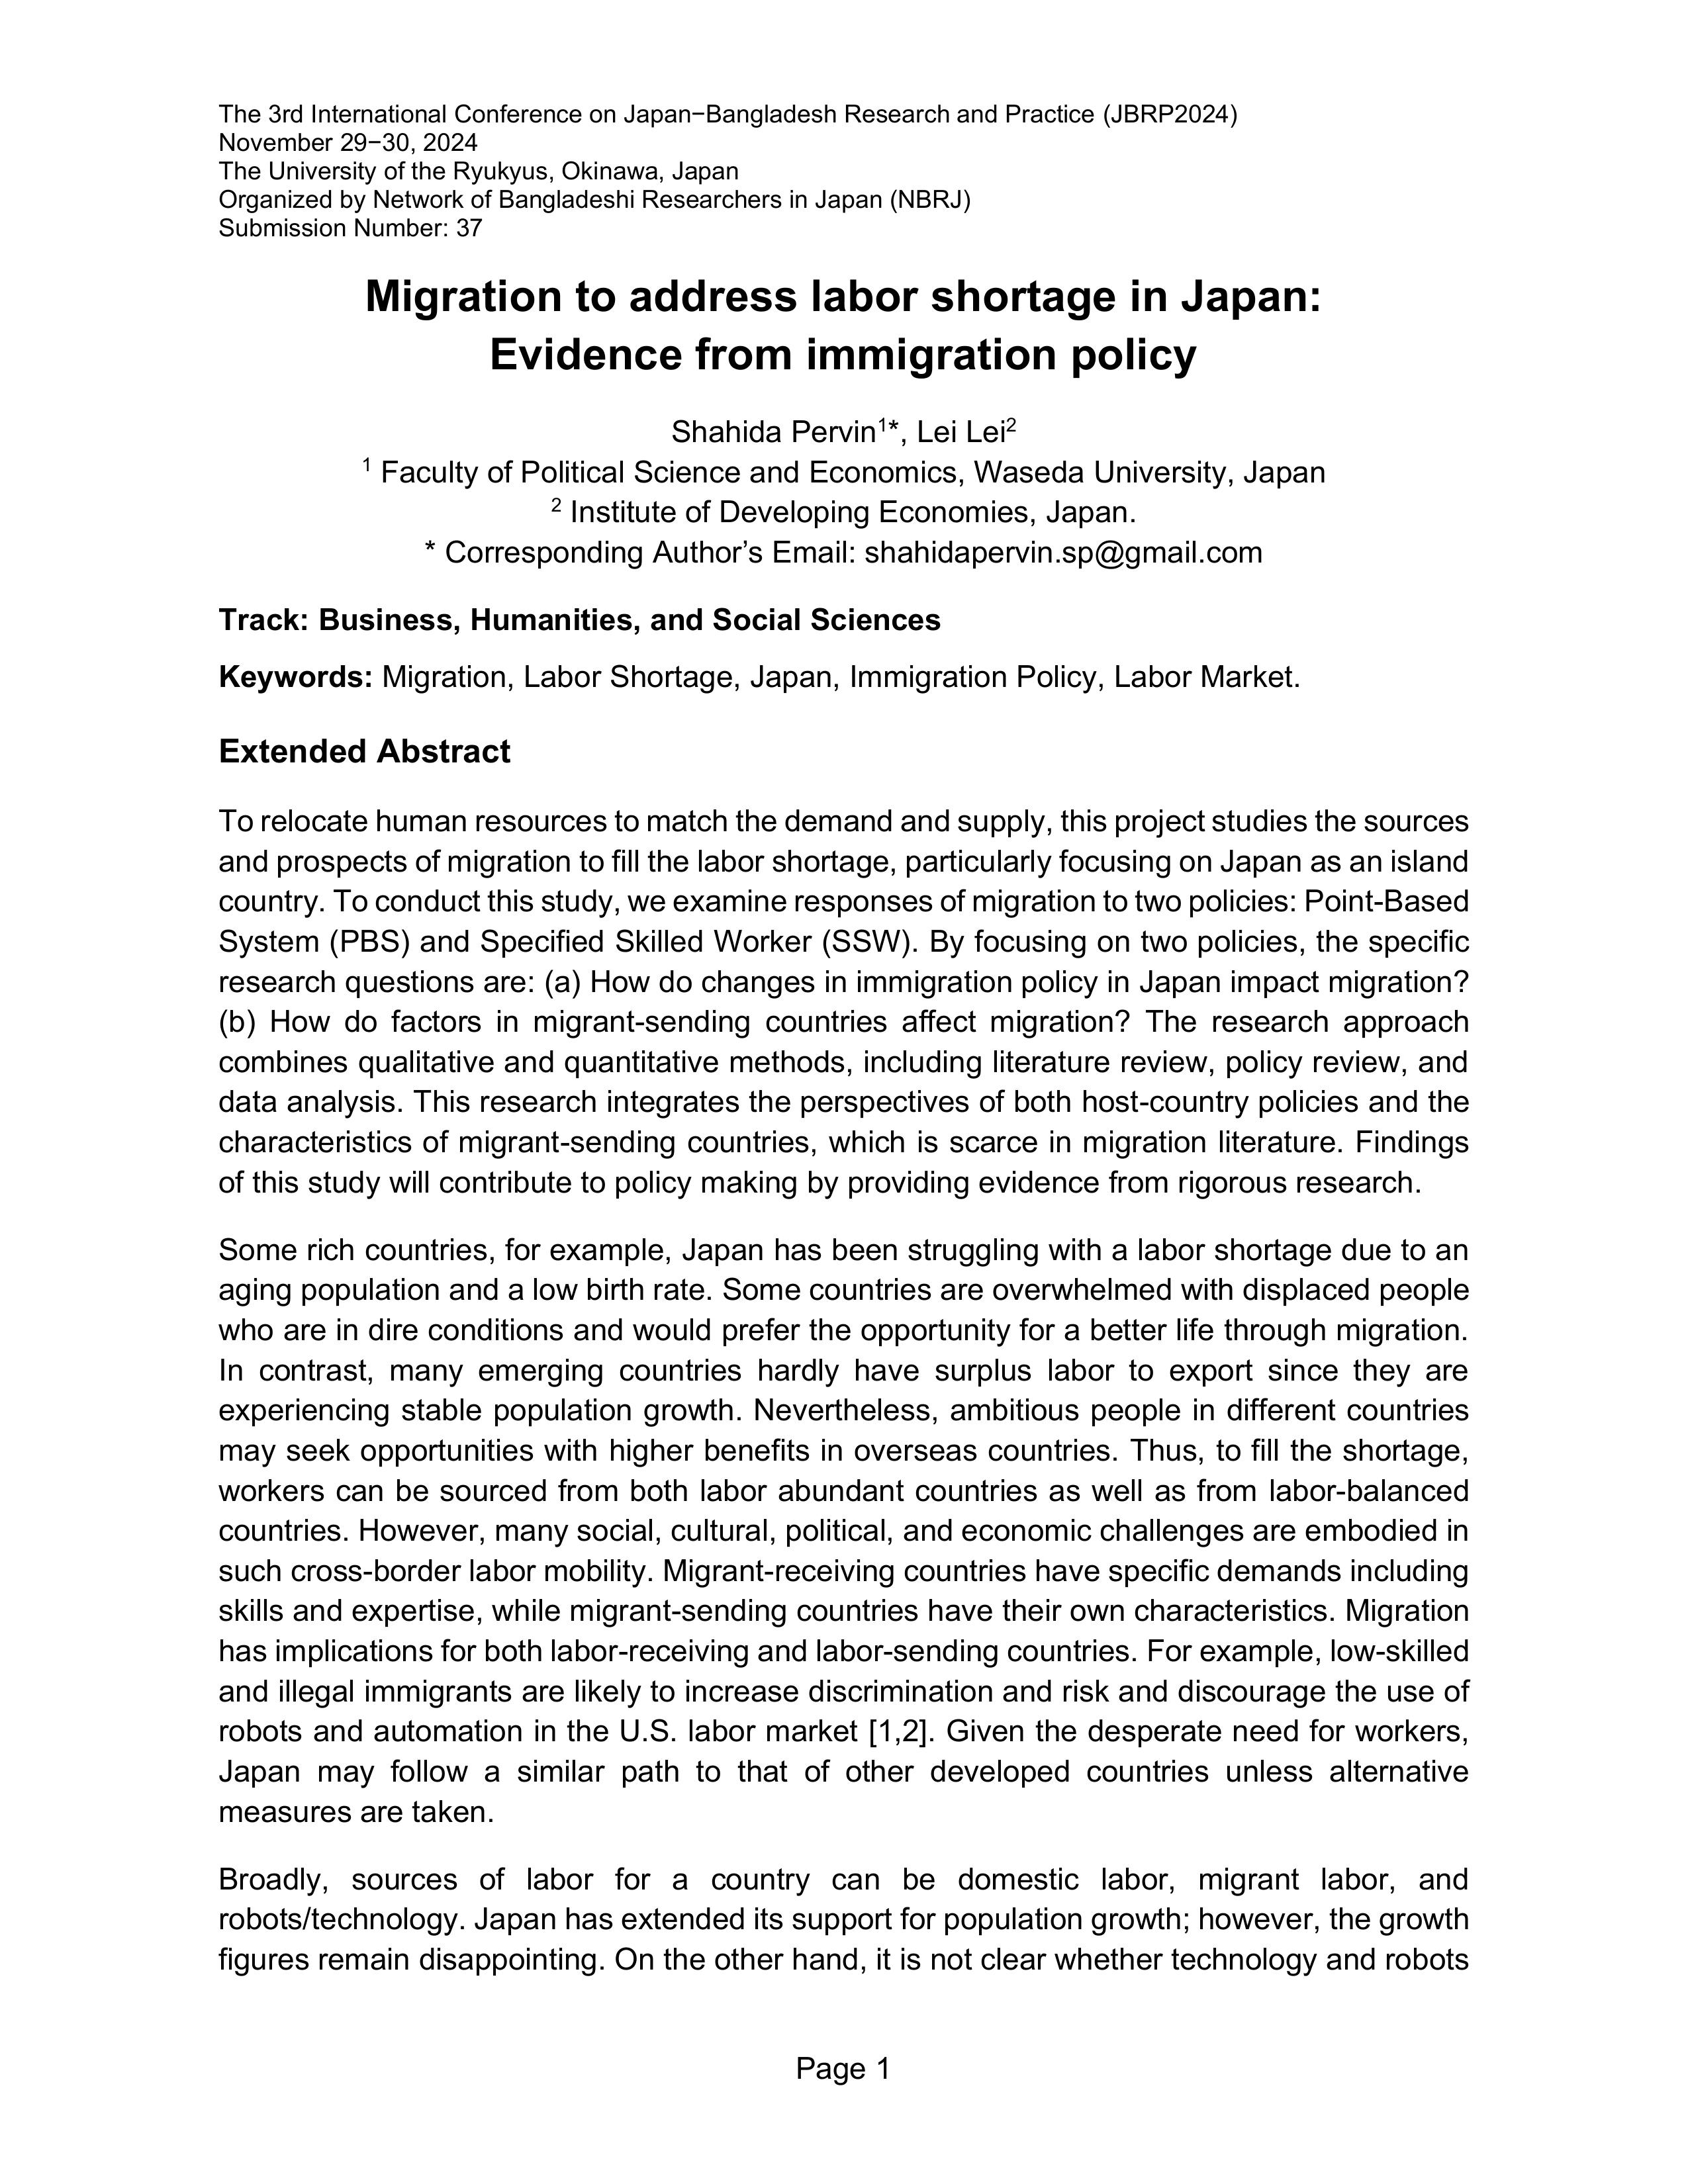 The 3rd International Conference on Japan−Bangladesh Research and Practice (JBRP2024)
November 29−30, 2024
The University of the Ryukyus, Okinawa, Japan
Organized by Network of Bangladeshi Researchers in Japan (NBRJ)
Submission Number: 37
Migration to address labor shortage in Japan:
Evidence from immigration policy
Shahida Pervin¹*, Lei Lei²
¹ Faculty of Political Science and Economics, Waseda University, Japan
² Institute of Developing Economies, Japan.
* Corresponding Author’s Email: shahidapervin.sp@gmail.com
Track: Business, Humanities, and Social Sciences
Keywords: Migration, Labor Shortage, Japan, Immigration Policy, Labor Market.
Extended Abstract
To relocate human resources to match the demand and supply, this project studies the sources
and prospects of migration to fill the labor shortage, particularly focusing on Japan as an island
country. To conduct this study, we examine responses of migration to two policies: Point-Based
System (PBS) and Specified Skilled Worker (SSW). By focusing on two policies, the specific
research questions are: (a) How do changes in immigration policy in Japan impact migration?
(b) How do factors in migrant-sending countries affect migration? The research approach
combines qualitative and quantitative methods, including literature review, policy review, and
data analysis. This research integrates the perspectives of both host-country policies and the
characteristics of migrant-sending countries, which is scarce in migration literature. Findings
of this study will contribute to policy making by providing evidence from rigorous research.
Some rich countries, for example, Japan has been struggling with a labor shortage due to an
aging population and a low birth rate. Some countries are overwhelmed with displaced people
who are in dire conditions and would prefer the opportunity for a better life through migration.
In contrast, many emerging countries hardly have surplus labor to export since they are
experiencing stable population growth. Nevertheless, ambitious people in different countries
may seek opportunities with higher benefits in overseas countries. Thus, to fill the shortage,
workers can be sourced from both labor abundant countries as well as from labor-balanced
countries. However, many social, cultural, political, and economic challenges are embodied in
such cross-border labor mobility. Migrant-receiving countries have specific demands including
skills and expertise, while migrant-sending countries have their own characteristics. Migration
has implications for both labor-receiving and labor-sending countries. For example, low-skilled
and illegal immigrants are likely to increase discrimination and risk and discourage the use of
robots and automation in the U.S. labor market [1,2]. Given the desperate need for workers,
Japan may follow a similar path to that of other developed countries unless alternative
measures are taken.
Broadly, sources of labor for a country can be domestic labor, migrant labor, and
robots/technology. Japan has extended its support for population growth; however, the growth
figures remain disappointing. On the other hand, it is not clear whether technology and robots
Page 1